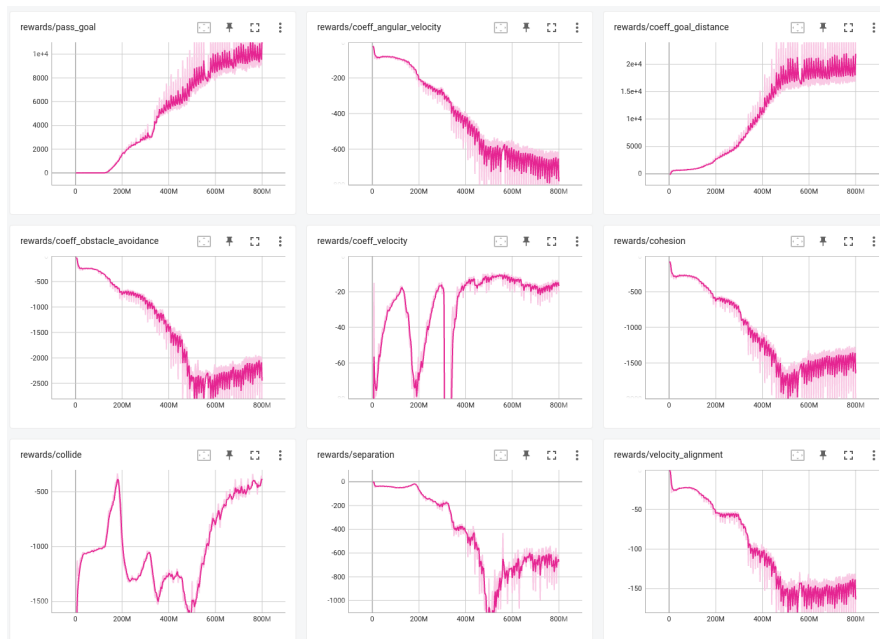 rewards/pass_goal
1e+4
8000
6000
4000
2000
0
0 200M 400M 600M 800M
rewards/coeff_angular_velocity
-200
-400
-600
0 200M 400M 600M 800M
rewards/coeff_goal_distance
2e+4
1.5e+4
1e+4
5000
0
0 200M 400M 600M 800M
rewards/coeff_obstacle_avoidance
-500
-1000
-1500
-2000
-2500
0 200M 400M 600M 800M
rewards/coeff_velocity
-20
-40
-60
0 200M 400M 600M 800M
rewards/cohesion
-500
-1000
-1500
0 200M 400M 600M 800M
rewards/collide
-500
-1000
-1500
0 200M 400M 600M 800M
rewards/separation
0
-200
-400
-600
-800
-1000
0 200M 400M 600M 800M
rewards/velocity_alignment
0
-50
-100
-150
0 200M 400M 600M 800M